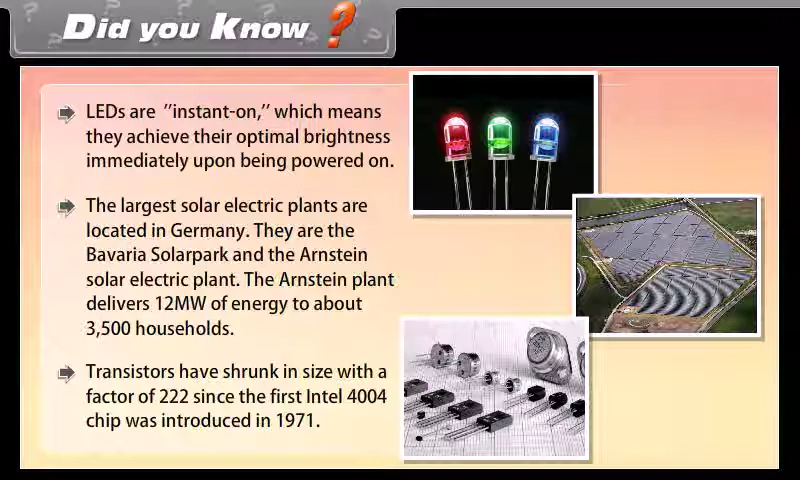 Did you Know ?
LEDs are "instant-on," which means
they achieve their optimal brightness
immediately upon being powered on.
The largest solar electric plants are
located in Germany. They are the
Bavaria Solarpark and the Arnstein
solar electric plant. The Arnstein plant
delivers 12MW of energy to about
3,500 households.
Transistors have shrunk in size with a
factor of 222 since the first Intel 4004
chip was introduced in 1971.